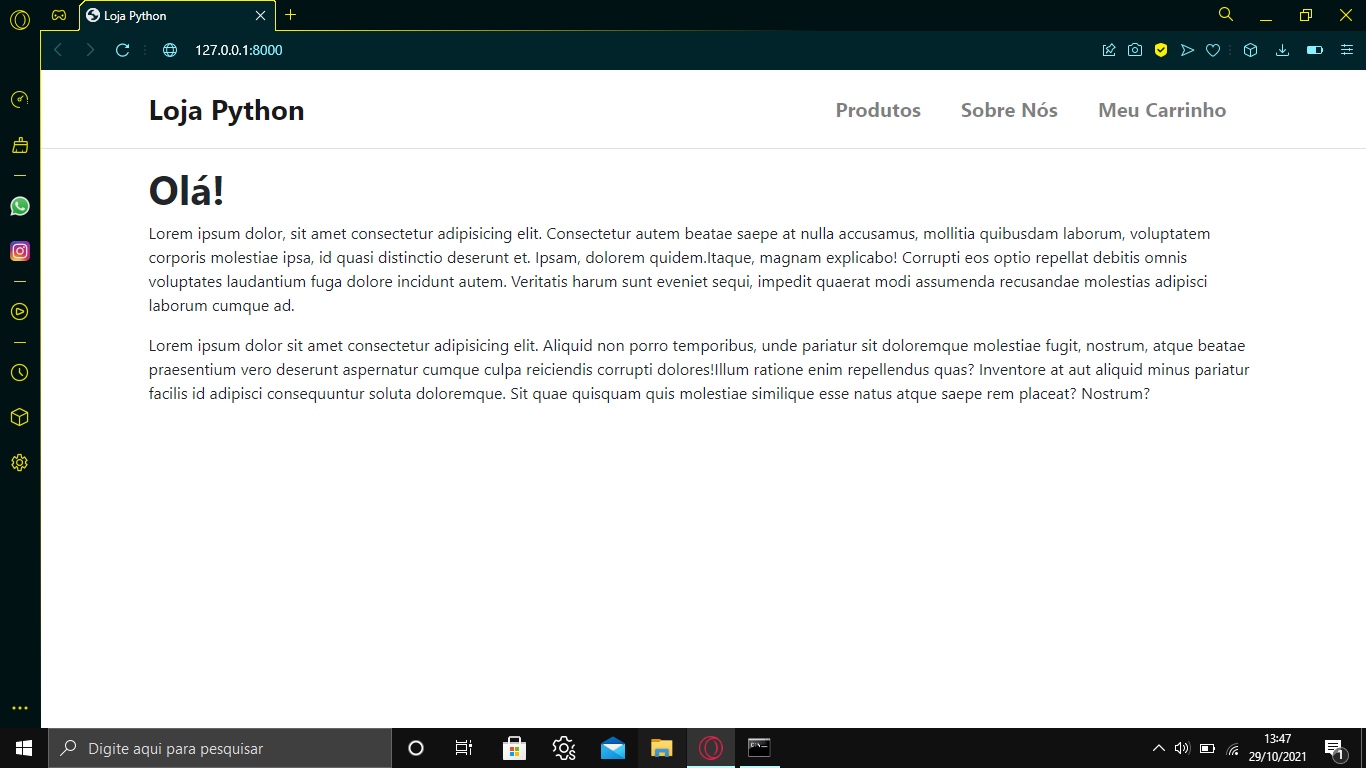 Loja Python
127.0.0.1:8000
Loja Python
Produtos Sobre Nós Meu Carrinho
Olá!
Lorem ipsum dolor, sit amet consectetur adipisicing elit. Consectetur autem beatae saepe at nulla accusamus, mollitia quibusdam laborum, voluptatem
corporis molestiae ipsa, id quasi distinctio deserunt et. Ipsam, dolorem quidem.Itaque, magnam explicabo! Corrupti eos optio repellat debitis omnis
voluptates laudantium fuga dolore incidunt autem. Veritatis harum sunt eveniet sequi, impedit quaerat modi assumenda recusandae molestias adipisci
laborum cumque ad.
Lorem ipsum dolor sit amet consectetur adipisicing elit. Aliquid non porro temporibus, unde pariatur sit doloremque molestiae fugit, nostrum, atque beatae
praesentium vero deserunt aspernatur cumque culpa reiciendis corrupti dolores!Illum ratione enim repellendus quas? Inventore at aut aliquid minus pariatur
facilis id adipisci consequuntur soluta doloremque. Sit quae quisquam quis molestiae similique esse natus atque saepe rem placeat? Nostrum?
Digite aqui para pesquisar
13:47
29/10/2021
1